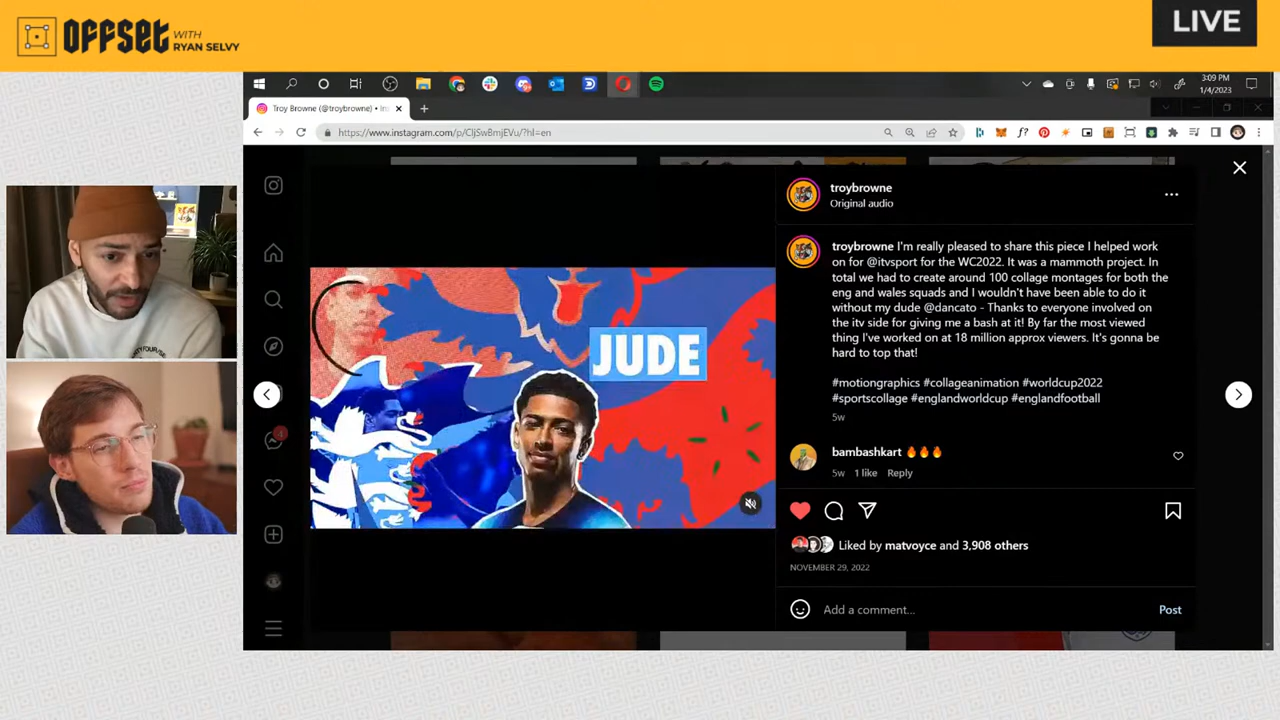 OFFSET WITH
RYAN SELVY
LIVE
3:09 PM
1/4/2023
Troy Browne (@troybrowne) • Ins
https://www.instagram.com/p/CljSwBmjEVu/?hl=en
troybrowne
Original audio
troybrowne I'm really pleased to share this piece I helped work
on for @itvsport for the WC2022. It was a mammoth project. In
total we had to create around 100 collage montages for both the
eng and wales squads and I wouldn't have been able to do it
without my dude @dancato - Thanks to everyone involved on
the itv side for giving me a bash at it! By far the most viewed
thing I've worked on at 18 million approx viewers. It's gonna be
hard to top that!
#motiongraphics #collageanimation #worldcup2022
#sportscollage #englandworldcup #englandfootball
5w
JUDE
bambashkart 🔥🔥🔥
5w 1 like Reply
4
Liked by matvoyce and 3,908 others
NOVEMBER 29, 2022
Add a comment...
Post